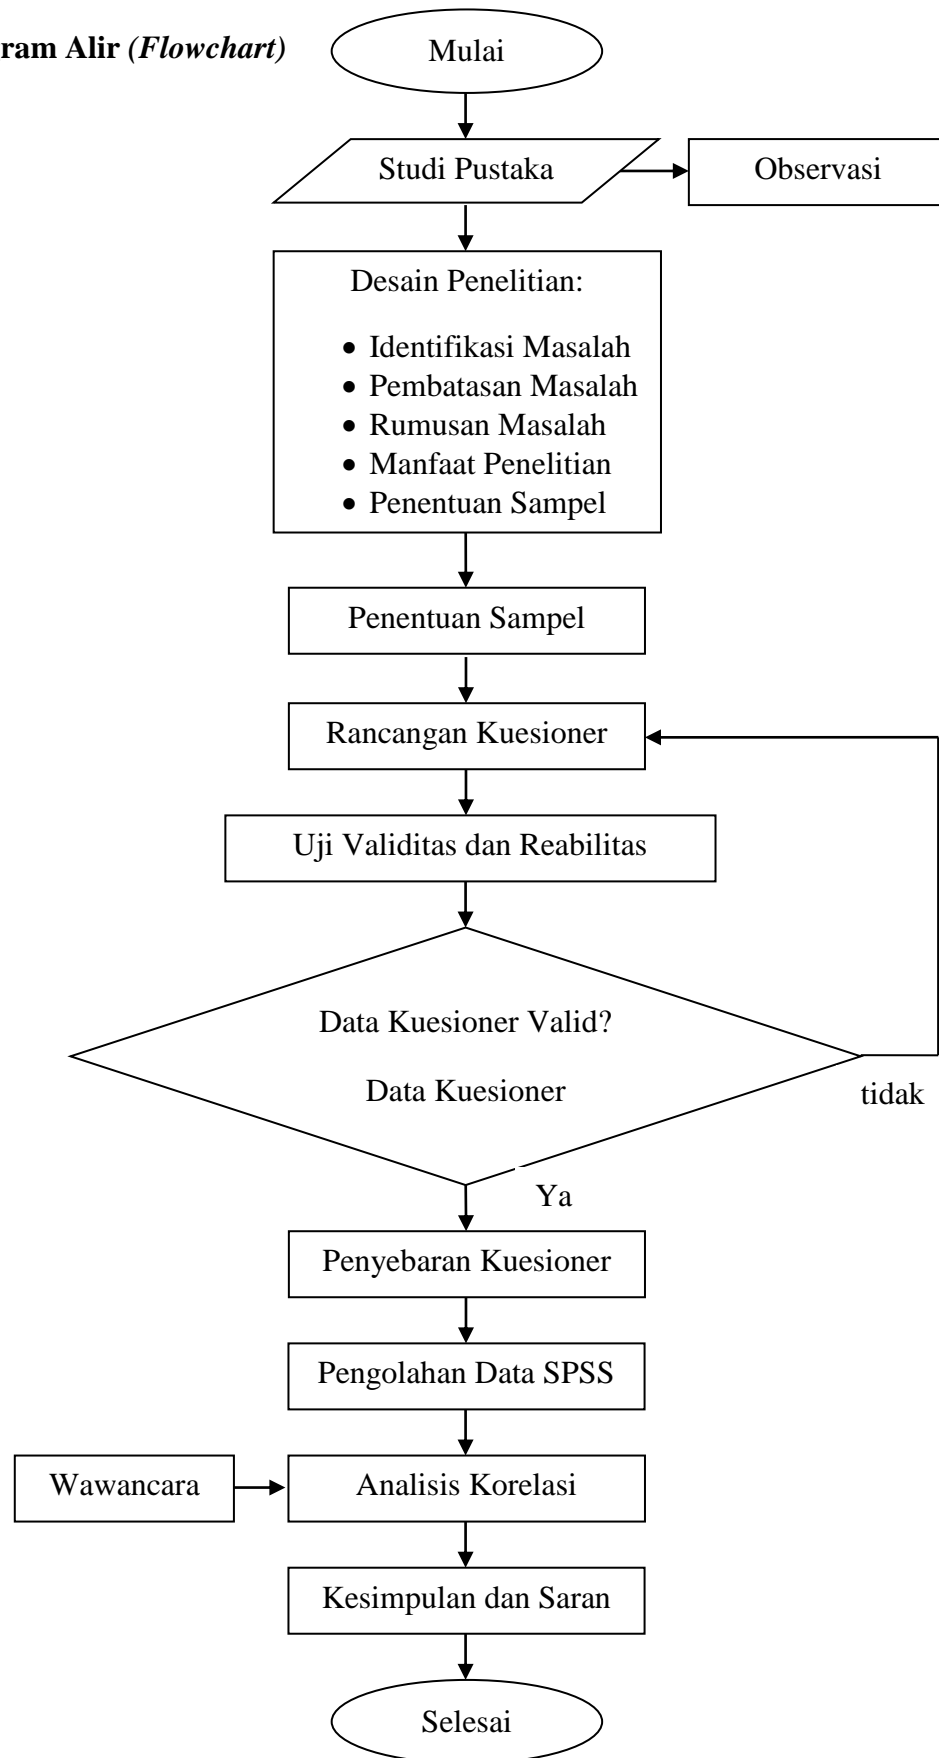 ram Alir (Flowchart)
Mulai
Studi Pustaka
Observasi
Desain Penelitian:
• Identifikasi Masalah
• Pembatasan Masalah
• Rumusan Masalah
• Manfaat Penelitian
• Penentuan Sampel
Penentuan Sampel
Rancangan Kuesioner
Uji Validitas dan Reabilitas
Data Kuesioner Valid?
Data Kuesioner
tidak
Ya
Penyebaran Kuesioner
Pengolahan Data SPSS
Wawancara
Analisis Korelasi
Kesimpulan dan Saran
Selesai